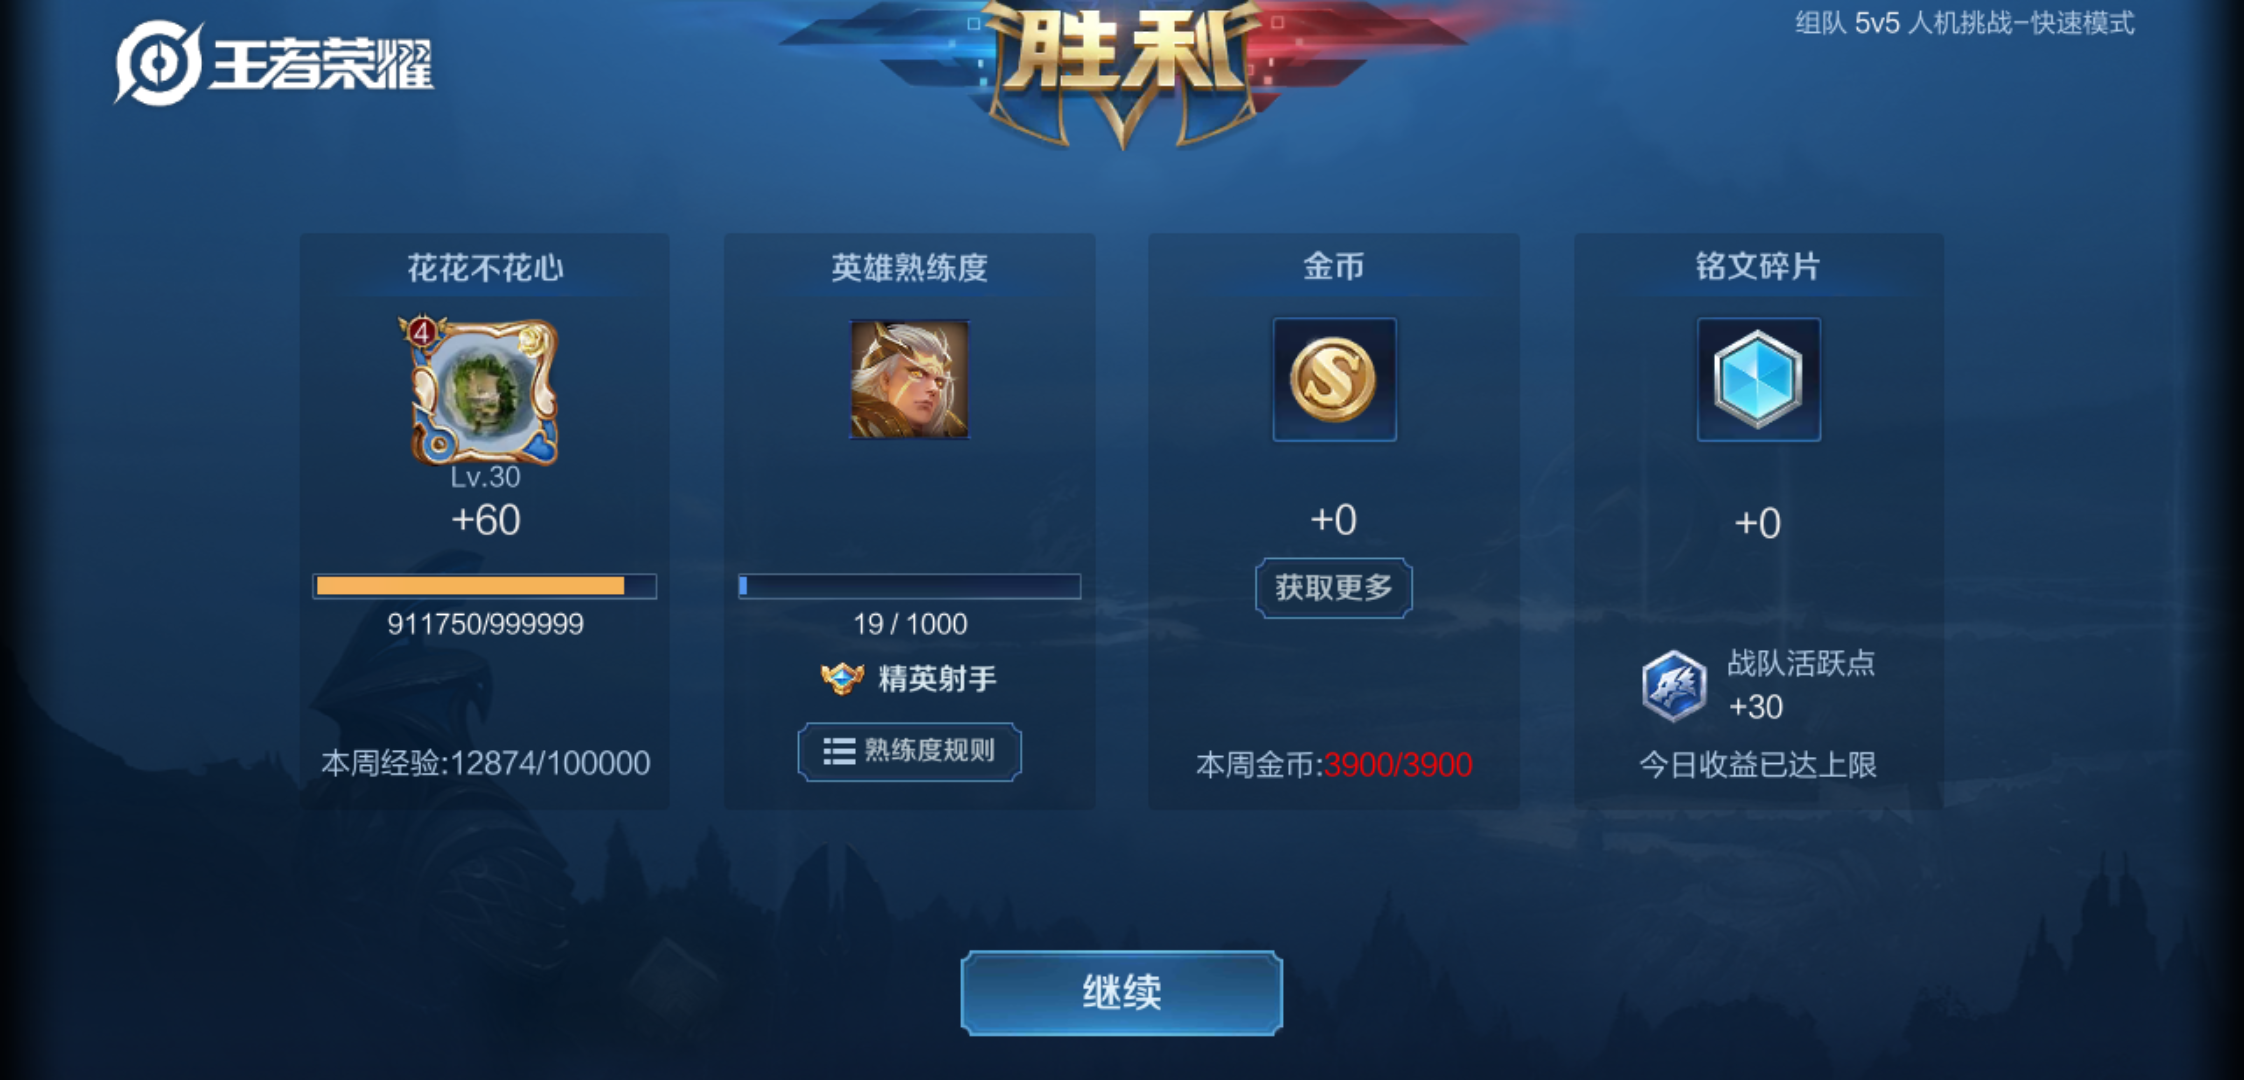 王者荣耀
胜利
组队 5v5 人机挑战-快速模式
花花不花心
4
Lv.30
+60
911750/999999
本周经验:12874/100000
英雄熟练度
19 / 1000
精英射手
熟练度规则
金币
S
+0
获取更多
本周金币:3900/3900
铭文碎片
+0
战队活跃点
+30
今日收益已达上限
继续